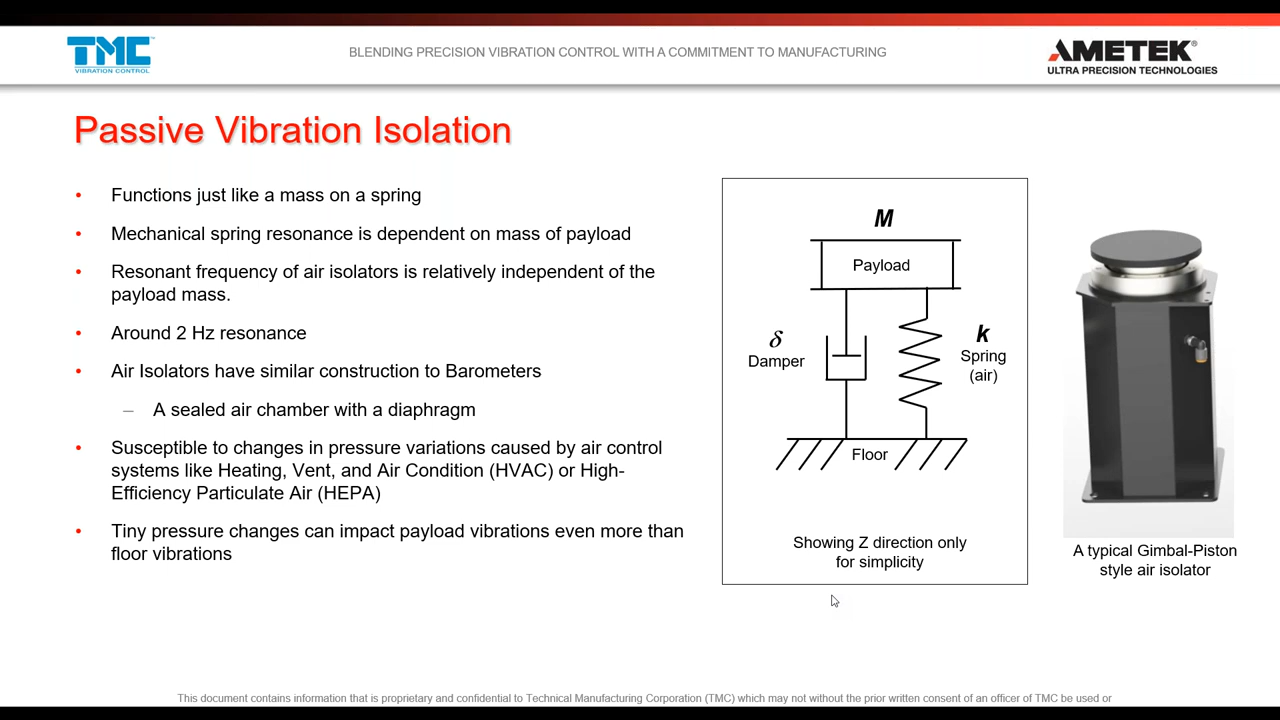 TMC
VIBRATION CONTROL
BLENDING PRECISION VIBRATION CONTROL WITH A COMMITMENT TO MANUFACTURING
AMETEK®
ULTRA PRECISION TECHNOLOGIES
Passive Vibration Isolation
• Functions just like a mass on a spring
• Mechanical spring resonance is dependent on mass of payload
• Resonant frequency of air isolators is relatively independent of the
payload mass.
• Around 2 Hz resonance
• Air Isolators have similar construction to Barometers
– A sealed air chamber with a diaphragm
• Susceptible to changes in pressure variations caused by air control
systems like Heating, Vent, and Air Condition (HVAC) or High-
Efficiency Particulate Air (HEPA)
• Tiny pressure changes can impact payload vibrations even more than
floor vibrations
M
Payload
δ
Damper
k
Spring
(air)
Floor
Showing Z direction only
for simplicity
A typical Gimbal-Piston
style air isolator
This document contains information that is proprietary and confidential to Technical Manufacturing Corporation (TMC) which may not without the prior written consent of an officer of TMC be used or